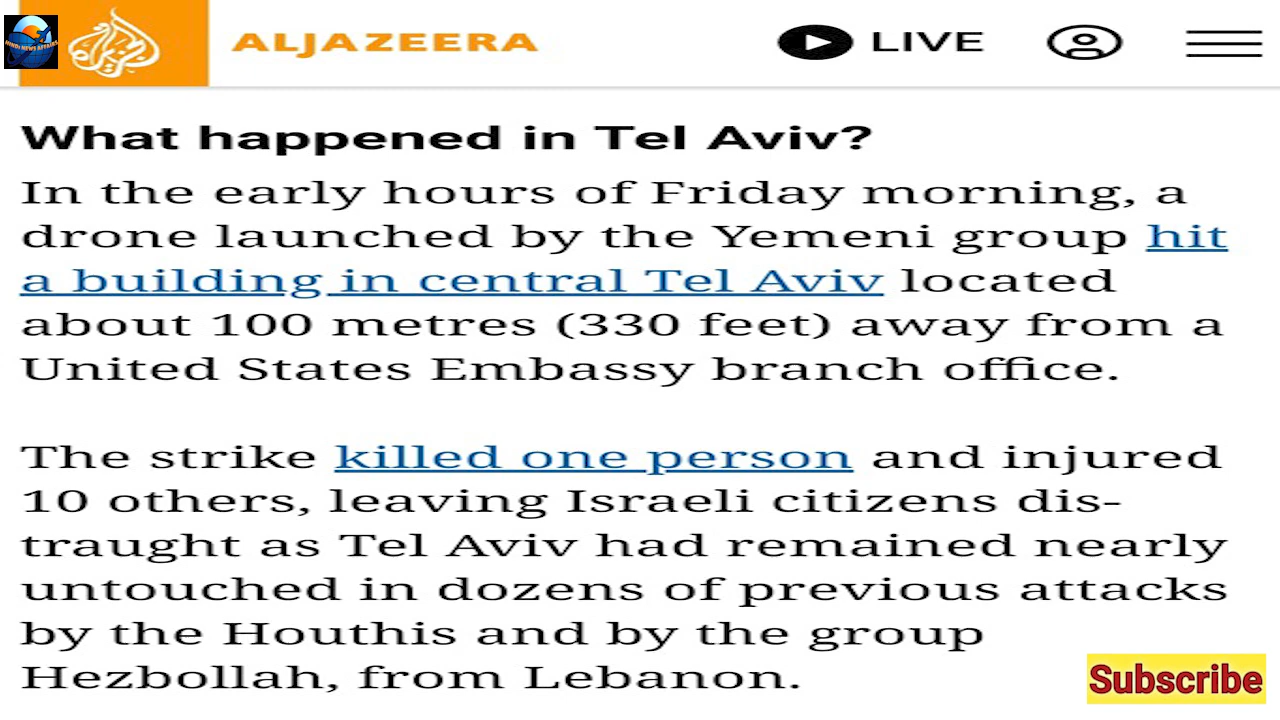 HINDI NEWS AFFAIRS
ALJAZEERA
LIVE
What happened in Tel Aviv?
In the early hours of Friday morning, a
drone launched by the Yemeni group hit
a building in central Tel Aviv located
about 100 metres (330 feet) away from a
United States Embassy branch office.
The strike killed one person and injured
10 others, leaving Israeli citizens dis-
traught as Tel Aviv had remained nearly
untouched in dozens of previous attacks
by the Houthis and by the group
Hezbollah, from Lebanon.
Subscribe